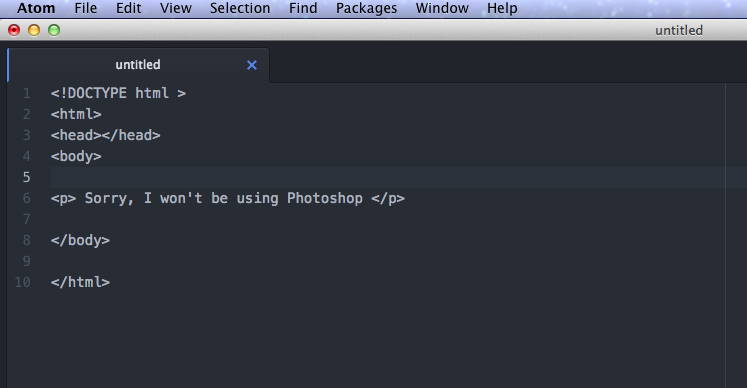 Atom File Edit View Selection Find Packages Window Help
untitled
untitled ×
1 <!DOCTYPE html >
2 <html>
3 <head></head>
4 <body>
5
6 <p> Sorry, I won't be using Photoshop </p>
7
8 </body>
9
10 </html>